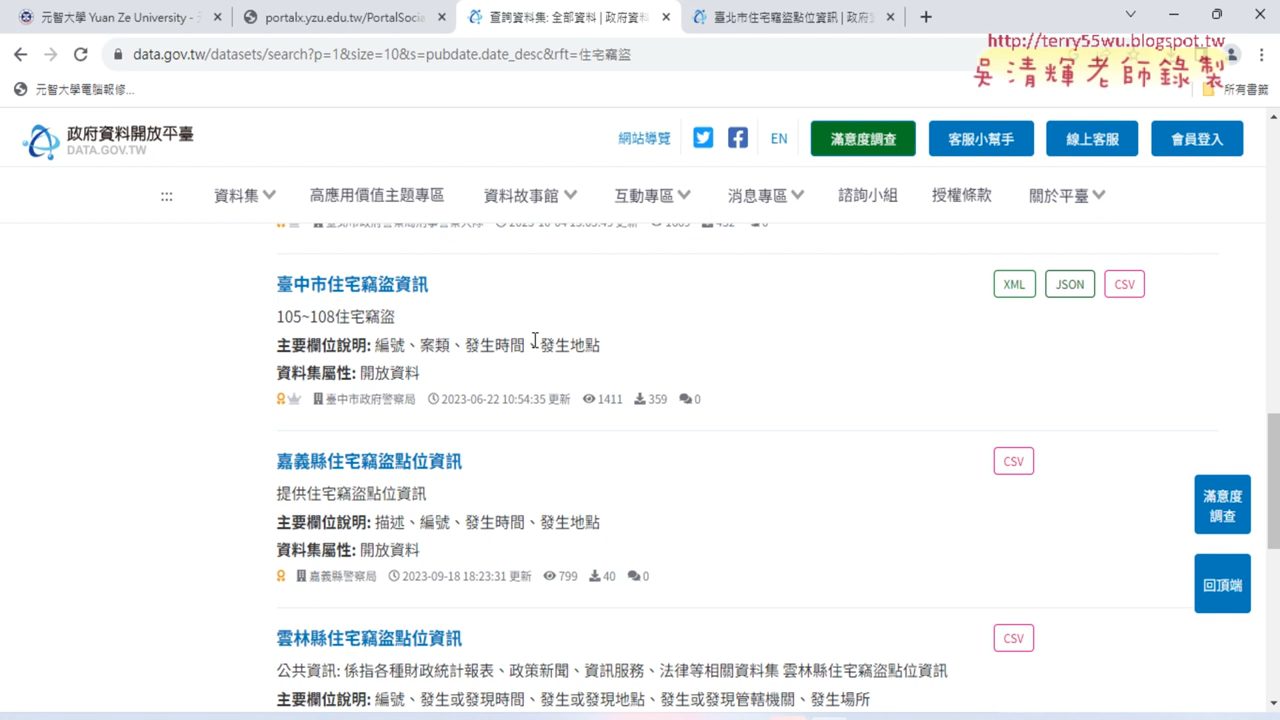 元智大學 Yuan Ze University -
portalx.yzu.edu.tw/PortalSocia
查詢資料集: 全部資料 | 政府資料
臺北市住宅竊盜點位資訊 | 政府
data.gov.tw/datasets/search?p=1&size=10&s=pubdate.date_desc&rft=住宅竊盜
http://terry55wu.blogspot.tw
吳清輝老師錄製
元智大學電腦報修...
所有書籤
政府資料開放平臺
DATA.GOV.TW
網站導覽
EN
滿意度調查
客服小幫手
線上客服
會員登入
:::
資料集
高應用價值主題專區
資料故事館
互動專區
消息專區
諮詢小組
授權條款
關於平臺
臺中市住宅竊盜資訊
XML
JSON
CSV
105~108住宅竊盜
主要欄位說明: 編號、案類、發生時間、發生地點
資料集屬性: 開放資料
臺中市政府警察局 2023-06-22 10:54:35 更新 1411 359 0
嘉義縣住宅竊盜點位資訊
CSV
提供住宅竊盜點位資訊
主要欄位說明: 描述、編號、發生時間、發生地點
資料集屬性: 開放資料
嘉義縣警察局 2023-09-18 18:23:31 更新 799 40 0
滿意度
調查
回頂端
雲林縣住宅竊盜點位資訊
CSV
公共資訊: 係指各種財政統計報表、政策新聞、資訊服務、法律等相關資料集 雲林縣住宅竊盜點位資訊
主要欄位說明: 編號、發生或發現時間、發生或發現地點、發生或發現管轄機關、發生場所